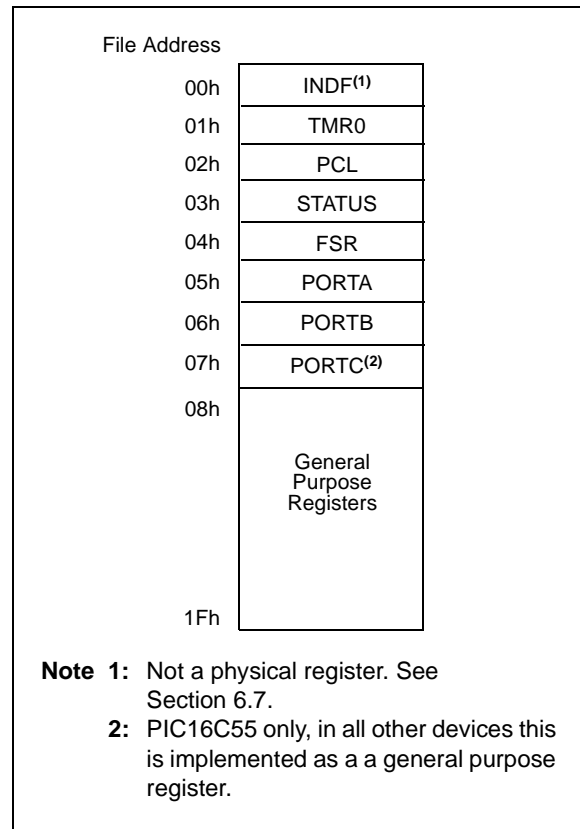 File Address
00h INDF(1)
01h TMR0
02h PCL
03h STATUS
04h FSR
05h PORTA
06h PORTB
07h PORTC(2)
08h
General
Purpose
Registers
1Fh
Note 1: Not a physical register. See
Section 6.7.
2: PIC16C55 only, in all other devices this
is implemented as a a general purpose
register.